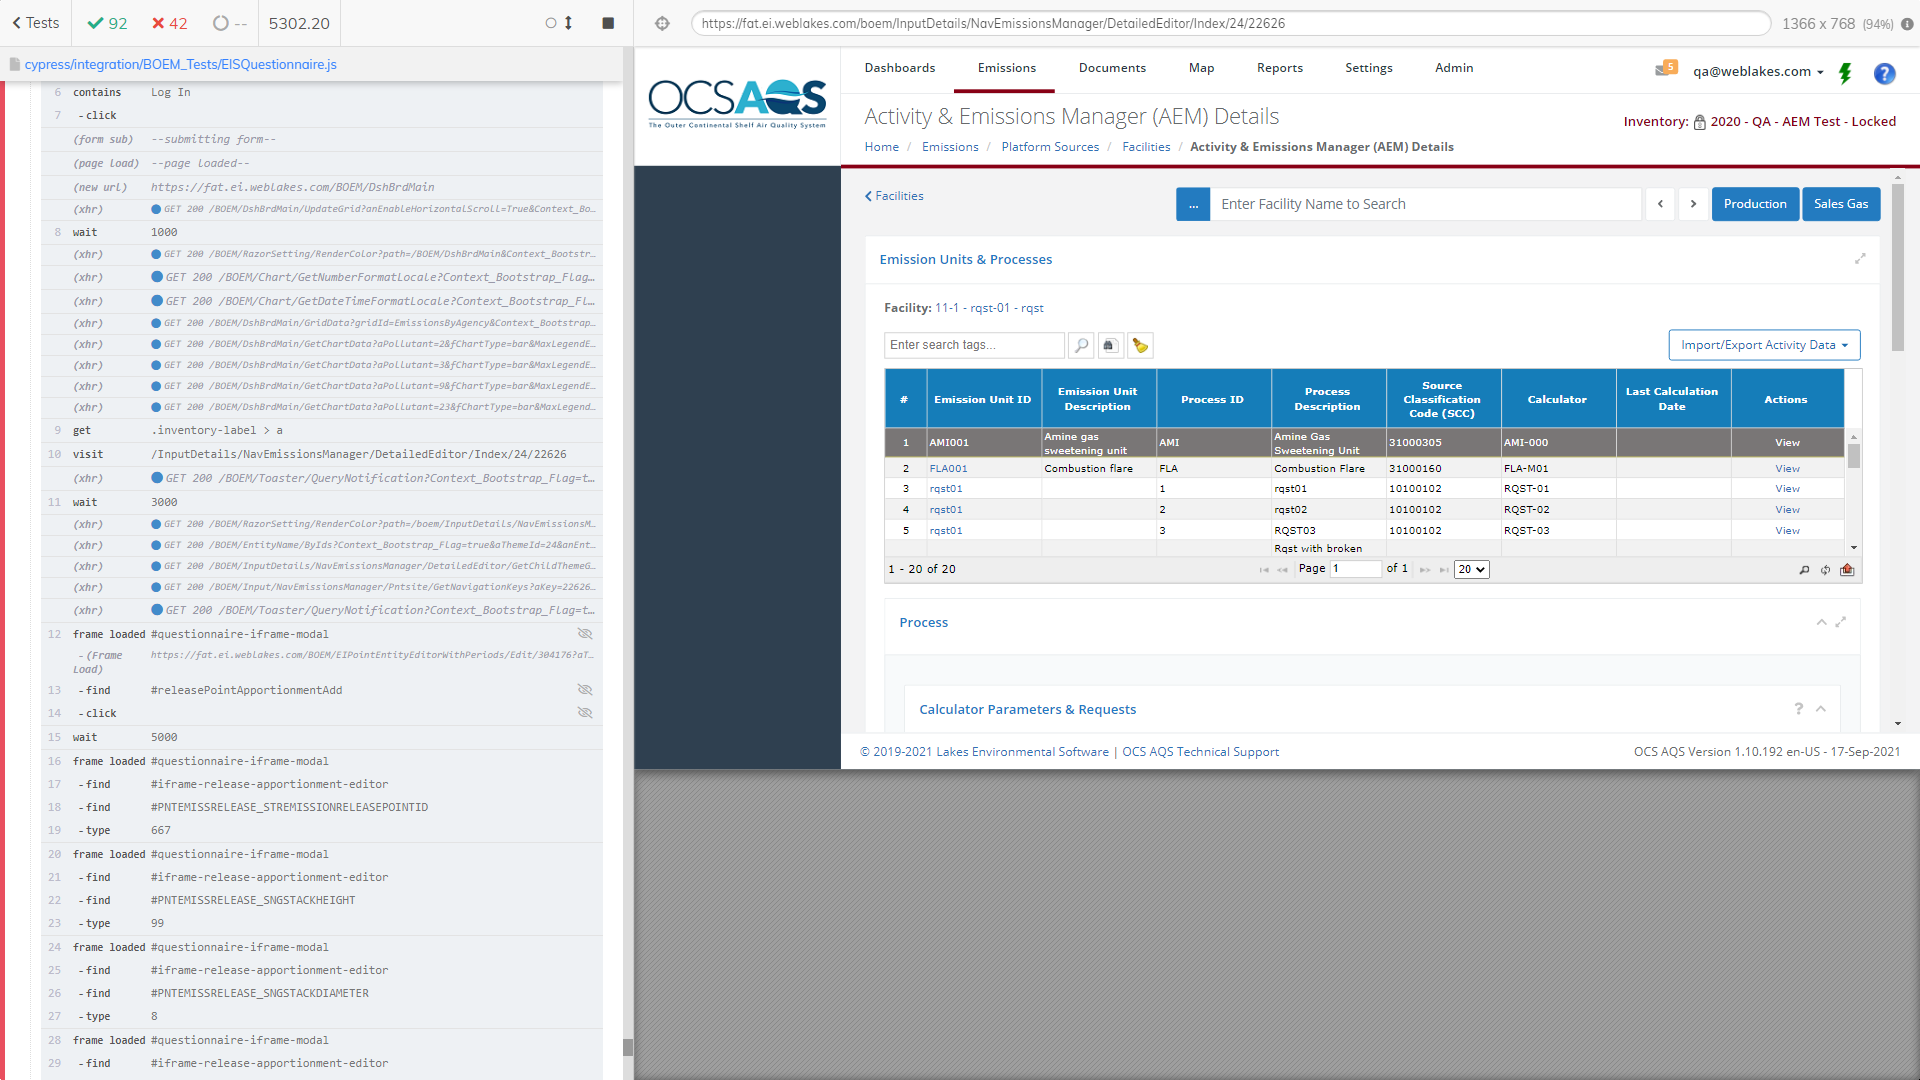 Tests
92
42
--
5302.20
cypress/integration/BOEM_Tests/EISQuestionnaire.js
6 contains Log In
7 -click
(form sub) --submitting form--
(page load) --page loaded--
(new url) https://fat.ei.weblakes.com/BOEM/DshBrdMain
(xhr) GET 200 /BOEM/DshBrdMain/UpdateGrid?anEnableHorizontalScroll=True&Context_Bo...
8 wait 1000
(xhr) GET 200 /BOEM/RazorSetting/RenderColor?path=/BOEM/DshBrdMain&Context_Bootstr...
(xhr) GET 200 /BOEM/Chart/GetNumberFormatLocale?Context_Bootstrap_Flag...
(xhr) GET 200 /BOEM/Chart/GetDateTimeFormatLocale?Context_Bootstrap_Fl...
(xhr) GET 200 /BOEM/DshBrdMain/GridData?gridId=EmissionsByAgency&Context_Bootstrap...
(xhr) GET 200 /BOEM/DshBrdMain/GetChartData?aPollutant=2&fChartType=bar&MaxLegendE...
(xhr) GET 200 /BOEM/DshBrdMain/GetChartData?aPollutant=3&fChartType=bar&MaxLegendE...
(xhr) GET 200 /BOEM/DshBrdMain/GetChartData?aPollutant=9&fChartType=bar&MaxLegendE...
(xhr) GET 200 /BOEM/DshBrdMain/GetChartData?aPollutant=23&fChartType=bar&MaxLegend...
9 get .inventory-label > a
10 visit /InputDetails/NavEmissionsManager/DetailedEditor/Index/24/22626
(xhr) GET 200 /BOEM/Toaster/QueryNotification?Context_Bootstrap_Flag=t...
11 wait 3000
(xhr) GET 200 /BOEM/RazorSetting/RenderColor?path=/boem/InputDetails/NavEmissionsM...
(xhr) GET 200 /BOEM/EntityName/ByIds?Context_Bootstrap_Flag=true&aThemeId=24&anEnt...
(xhr) GET 200 /BOEM/InputDetails/NavEmissionsManager/DetailedEditor/GetChildThemeG...
(xhr) GET 200 /BOEM/Input/NavEmissionsManager/Pntsite/GetNavigationKeys?aKey=22626...
(xhr) GET 200 /BOEM/Toaster/QueryNotification?Context_Bootstrap_Flag=t...
12 frame loaded #questionnaire-iframe-modal
-(Frame Load) https://fat.ei.weblakes.com/BOEM/EIPointEntityEditorWithPeriods/Edit/304176?aT...
13 -find #releasePointApportionmentAdd
14 -click
15 wait 5000
16 frame loaded #questionnaire-iframe-modal
17 -find #iframe-release-apportionment-editor
18 -find #PNTEMISSRELEASE_STREMISSIONRELEASEPOINTID
19 -type 667
20 frame loaded #questionnaire-iframe-modal
21 -find #iframe-release-apportionment-editor
22 -find #PNTEMISSRELEASE_SNGSTACKHEIGHT
23 -type 99
24 frame loaded #questionnaire-iframe-modal
25 -find #iframe-release-apportionment-editor
26 -find #PNTEMISSRELEASE_SNGSTACKDIAMETER
27 -type 8
28 frame loaded #questionnaire-iframe-modal
29 -find #iframe-release-apportionment-editor
https://fat.ei.weblakes.com/boem/InputDetails/NavEmissionsManager/DetailedEditor/Index/24/22626
1366 x 768 (94%)
OCSAQS
The Outer Continental Shelf Air Quality System
Dashboards Emissions Documents Map Reports Settings Admin
5
qa@weblakes.com
?
Activity & Emissions Manager (AEM) Details
Inventory: 2020 - QA - AEM Test - Locked
Home / Emissions / Platform Sources / Facilities / Activity & Emissions Manager (AEM) Details
Facilities
...
Enter Facility Name to Search
Production
Sales Gas
Emission Units & Processes
Facility: 11-1 - rqst-01 - rqst
Enter search tags...
Import/Export Activity Data
# Emission Unit ID Emission Unit Description Process ID Process Description Source Classification Code (SCC) Calculator Last Calculation Date Actions
1 AMI001 Amine gas sweetening unit AMI Amine Gas Sweetening Unit 31000305 AMI-000 View
2 FLA001 Combustion flare FLA Combustion Flare 31000160 FLA-M01 View
3 rqst01 1 rqst01 10100102 RQST-01 View
4 rqst01 2 rqst02 10100102 RQST-02 View
5 rqst01 3 RQST03 10100102 RQST-03 View
Rqst with broken
1 - 20 of 20
Page 1 of 1
20
Process
Calculator Parameters & Requests
?
© 2019-2021 Lakes Environmental Software | OCS AQS Technical Support
OCS AQS Version 1.10.192 en-US - 17-Sep-2021